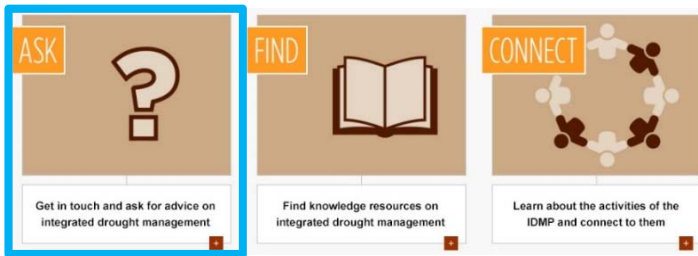 ASK
Get in touch and ask for advice on
integrated drought management
+
FIND
Find knowledge resources on
integrated drought management
+
CONNECT
Learn about the activities of the
IDMP and connect to them
+